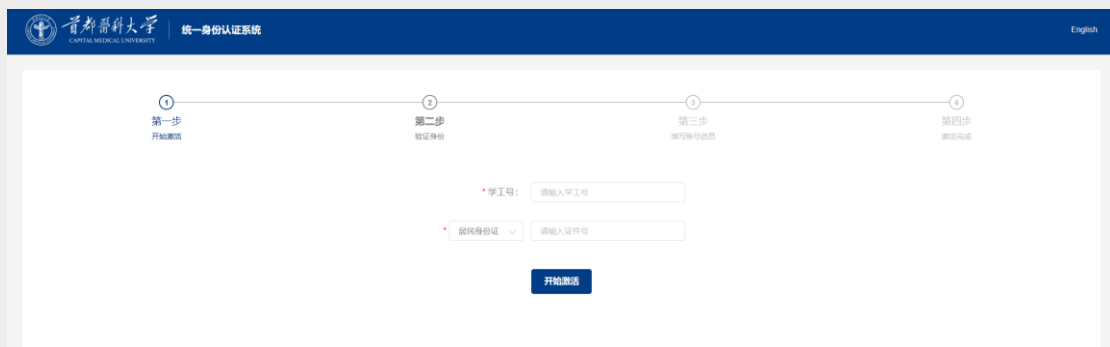 首都醫科大学
CAPITAL MEDICAL UNIVERSITY
统一身份认证系统
English
1
第一步
开始激活
2
第二步
验证身份
3
第三步
填写账号信息
4
第四步
激活完成
* 学工号：
请输入学工号
* 居民身份证
请输入证件号
开始激活